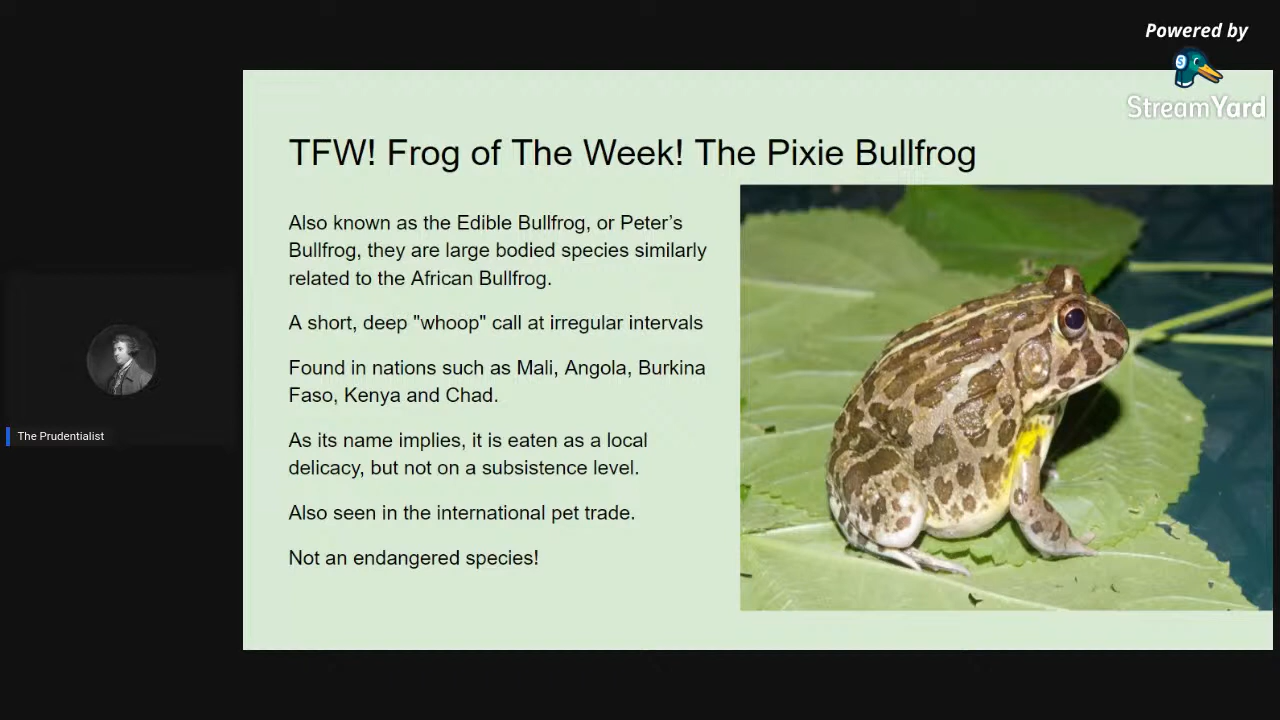 Powered by
StreamYard
TFW! Frog of The Week! The Pixie Bullfrog
Also known as the Edible Bullfrog, or Peter’s
Bullfrog, they are large bodied species similarly
related to the African Bullfrog.
A short, deep "whoop" call at irregular intervals
Found in nations such as Mali, Angola, Burkina
Faso, Kenya and Chad.
As its name implies, it is eaten as a local
delicacy, but not on a subsistence level.
Also seen in the international pet trade.
Not an endangered species!
The Prudentialist